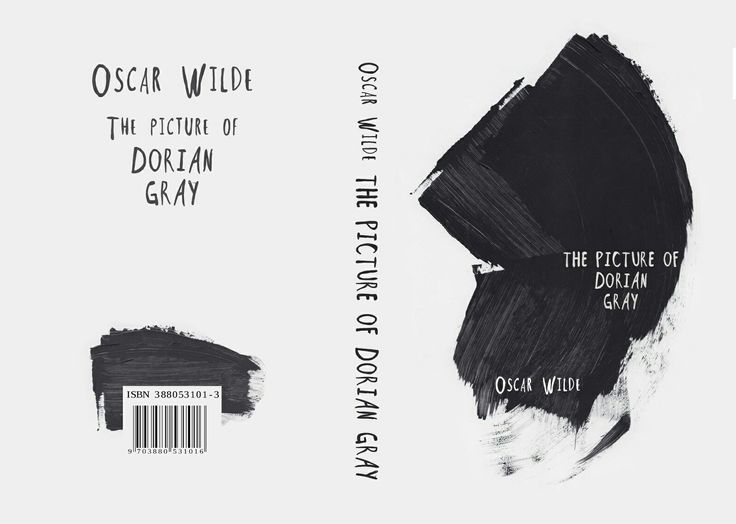 Oscar Wilde
The picture of
Dorian
Gray
ISBN 388053101-3
9 703880 531016
Oscar Wilde The Picture of Dorian Gray
The Picture of
Dorian
Gray
Oscar Wilde